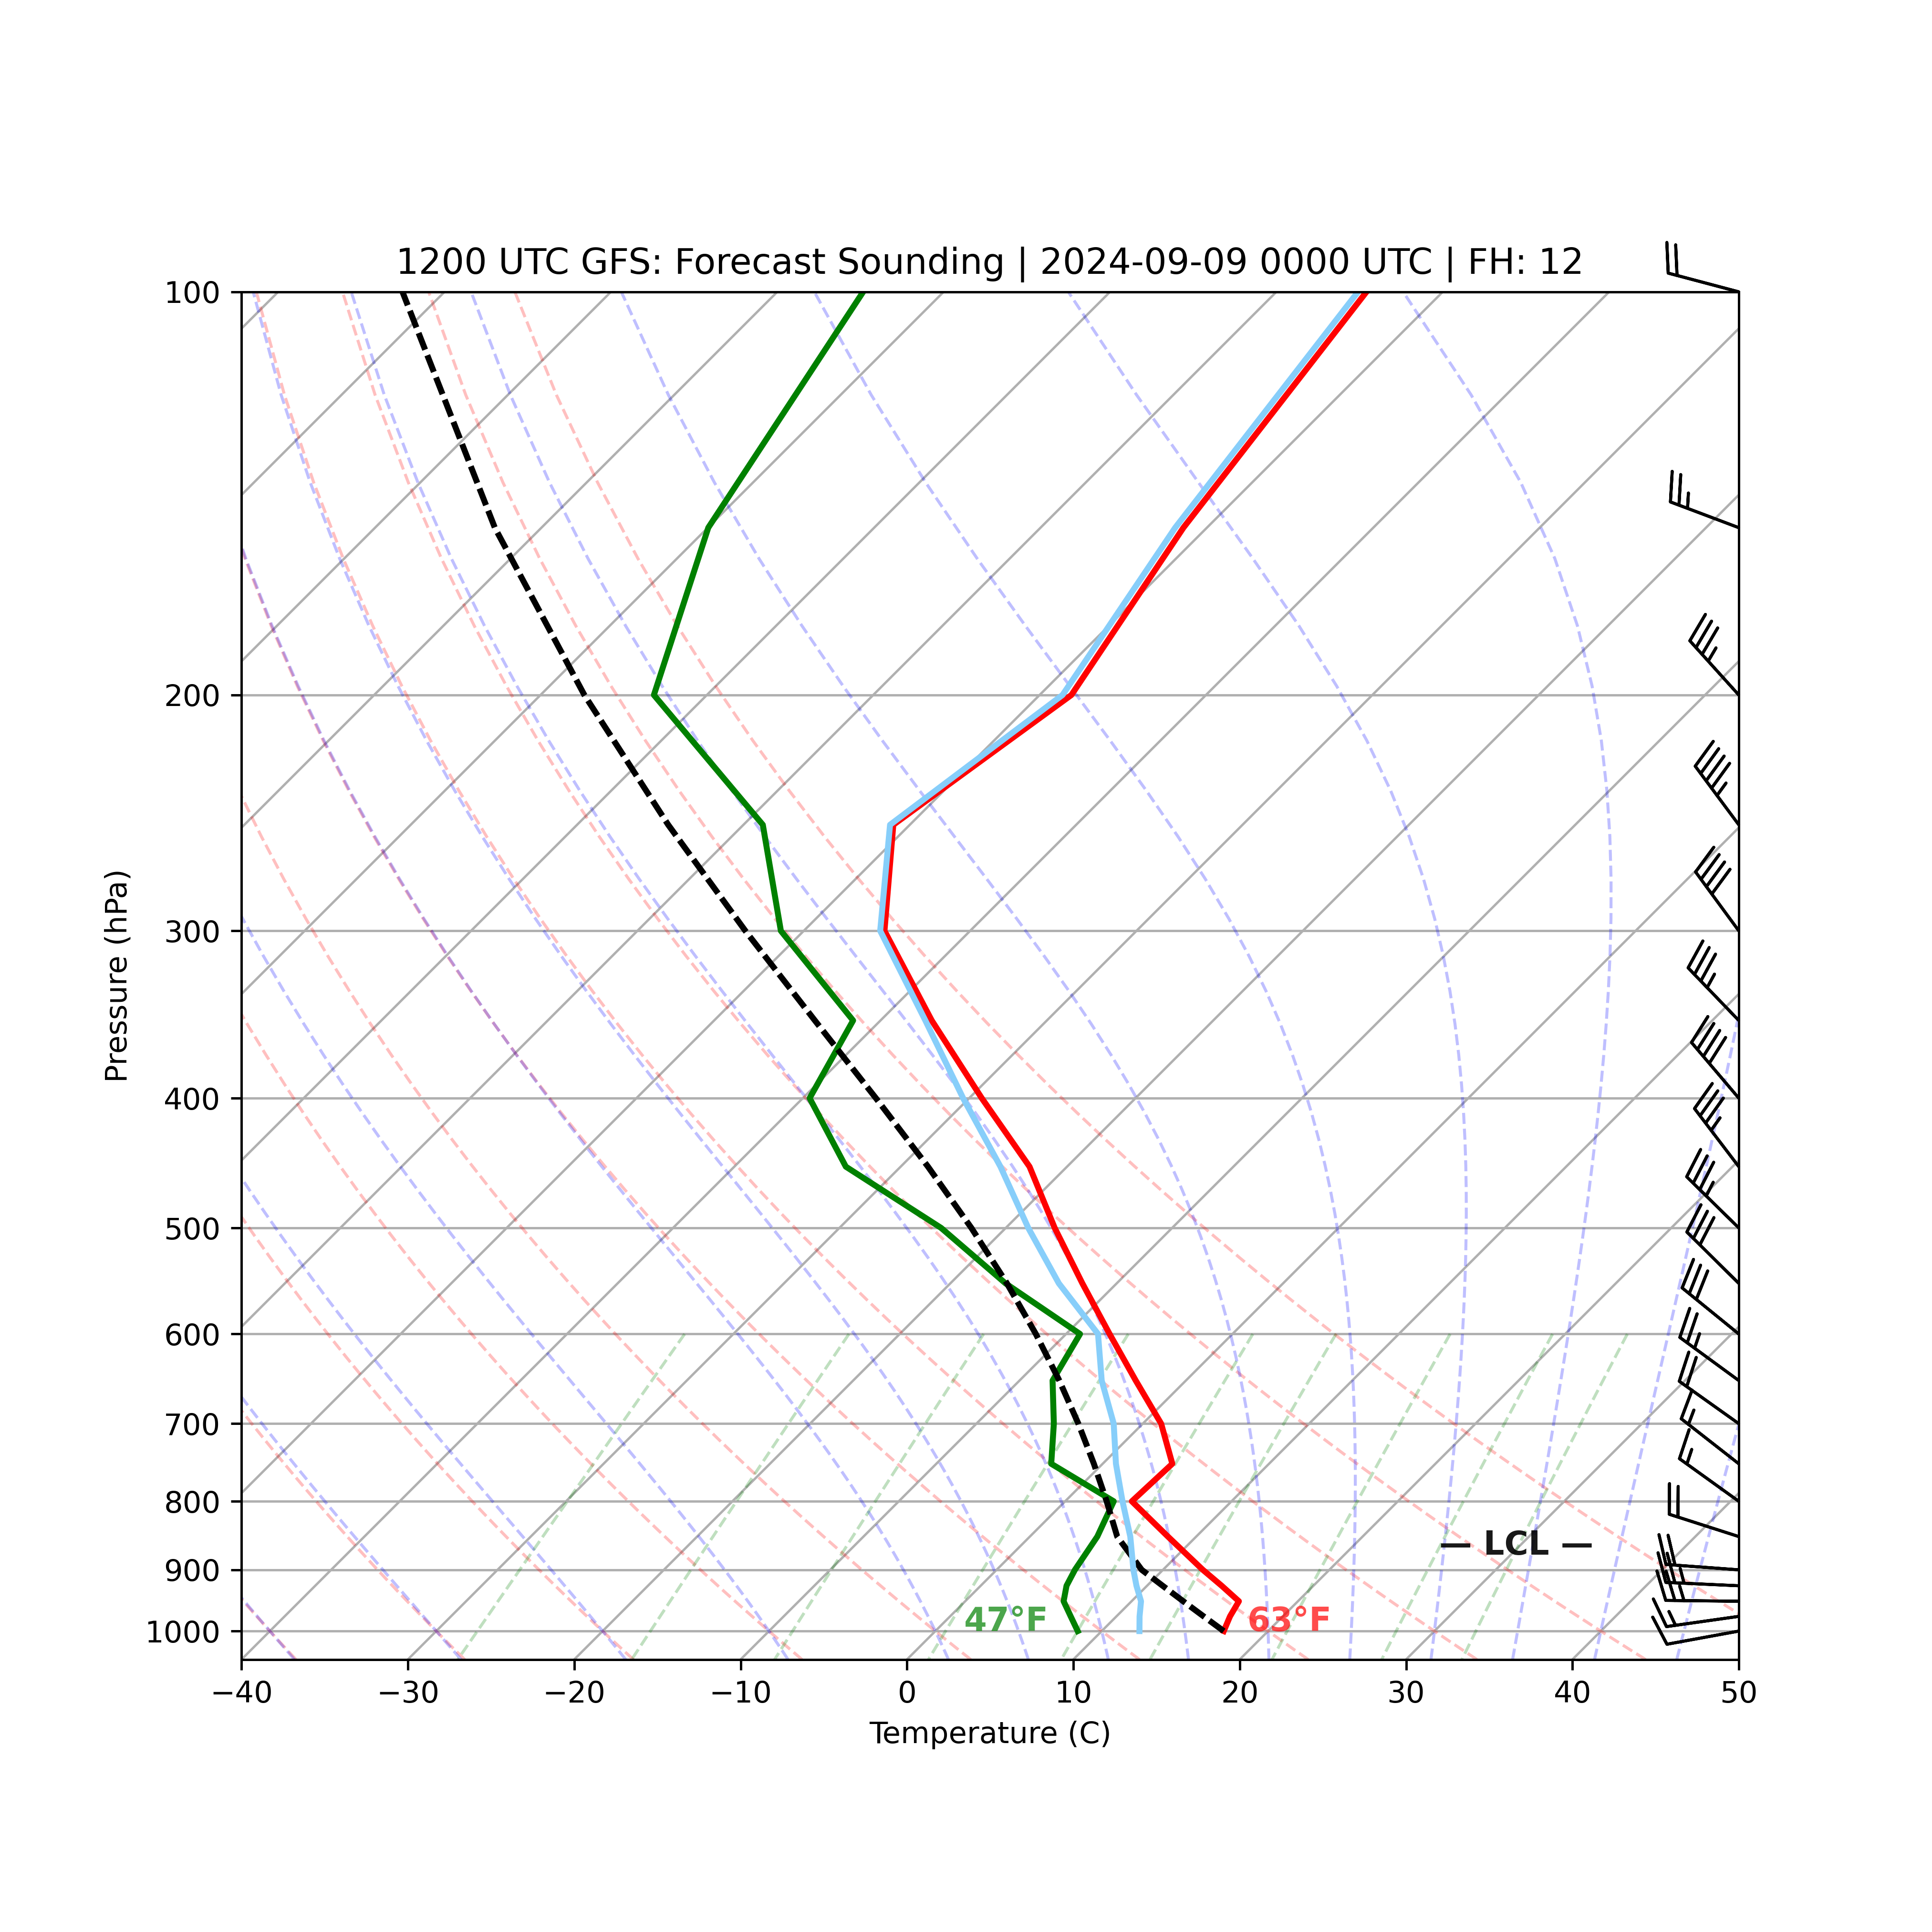 1200 UTC GFS: Forecast Sounding | 2024-09-09 0000 UTC | FH: 12
100
200
300
400
500
600
700
800
900
1000
Pressure (hPa)
— LCL —
47°F
63°F
−40 −30 −20 −10 0 10 20 30 40 50
Temperature (C)